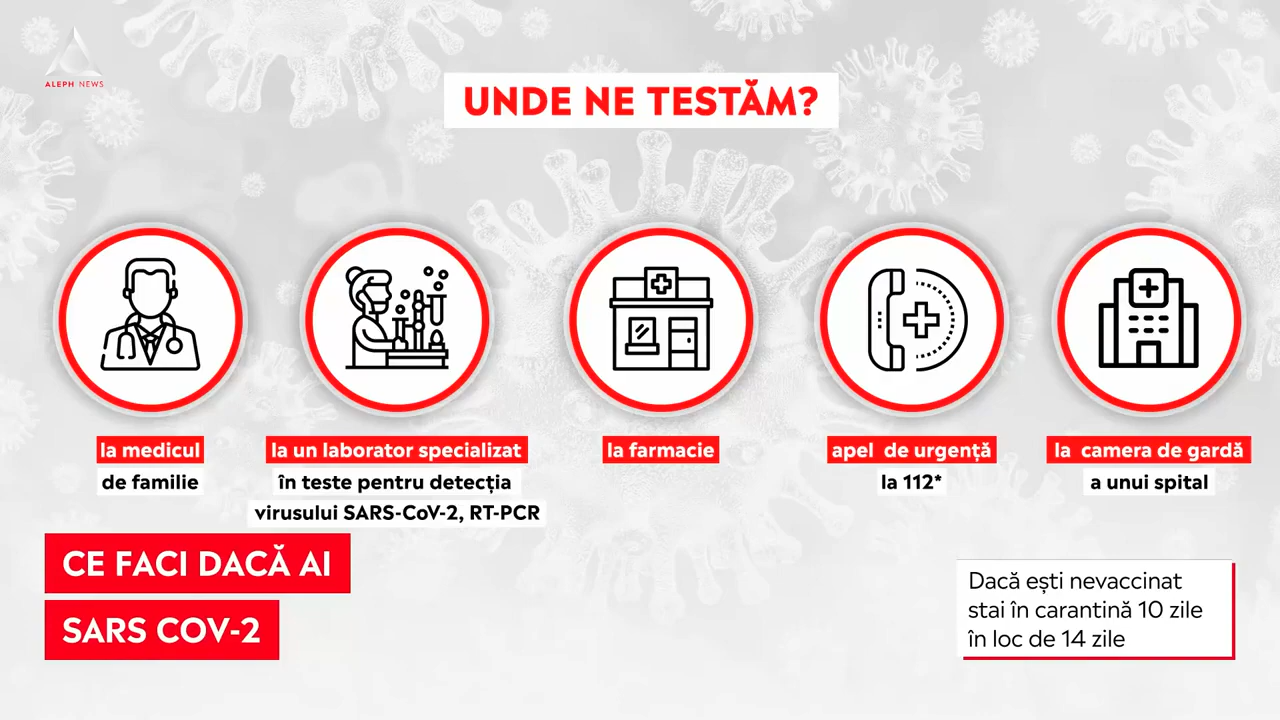 ALEPH NEWS
UNDE NE TESTĂM?
la medicul
de familie
la un laborator specializat
în teste pentru detecția
virusului SARS-CoV-2, RT-PCR
la farmacie
apel de urgență
la 112*
la camera de gardă
a unui spital
CE FACI DACĂ AI
SARS COV-2
Dacă ești nevaccinat
stai în carantină 10 zile
în loc de 14 zile